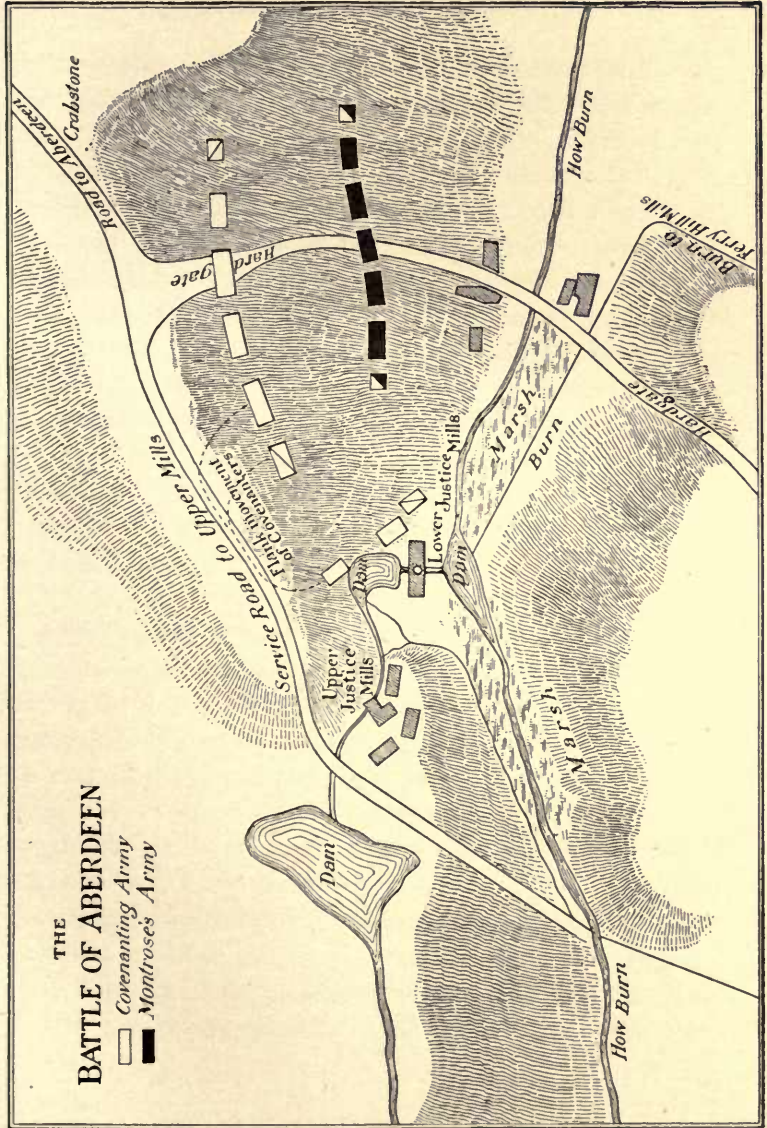 THE
BATTLE OF ABERDEEN
Covenanting Army
Montrose's Army
Road to Aberdeen
Crabstone
Hardgate
Service Road to Upper Mills
Flank movement
of Covenanters
Upper
Justice
Mills
Dam
Dam
Lower Justice Mills
Dam
Marsh
Burn
Marsh
How Burn
How Burn
Hardgate
Burn to
Ferry Hill Mills